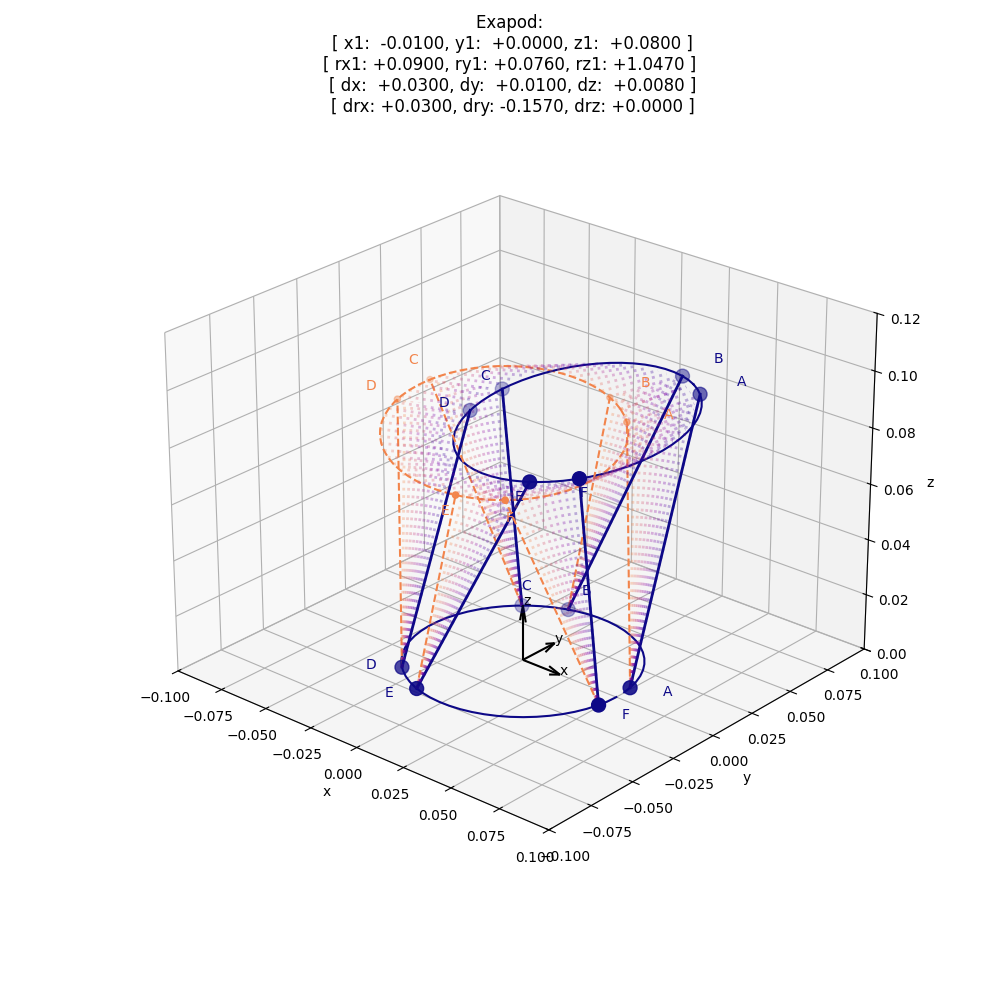 Exapod:
[ x1:  -0.0100, y1:  +0.0000, z1:  +0.0800 ]
[ rx1: +0.0900, ry1: +0.0760, rz1: +1.0470 ]
[ dx:  +0.0300, dy:  +0.0100, dz:  +0.0080 ]
[ drx: +0.0300, dry: -0.1570, drz: +0.0000 ]
0.12
0.10
0.08
0.06
0.04
0.02
0.00
z
B
A
C
D
C
B
D
E
F
E
C
B
z
y
x
D
E
A
F
−0.100
−0.075
−0.050
−0.025
0.000
0.025
0.050
0.075
0.100
x
−0.100
−0.075
−0.050
−0.025
0.000
0.025
0.050
0.075
0.100
y